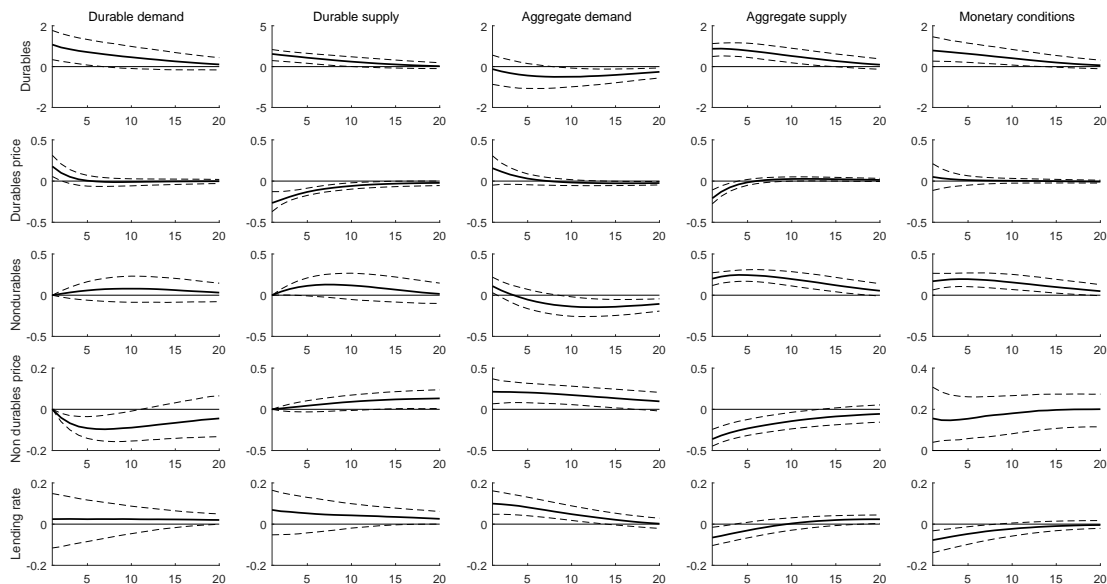 Durable demand Durable supply Aggregate demand Aggregate supply Monetary conditions
Durables
2 5 2 2 2
0 0 0 0 0
-2 -5 -2 -2 -2
5 10 15 20 5 10 15 20 5 10 15 20 5 10 15 20 5 10 15 20
Durables price
0.5 0.5 0.5 0.5 0.5
0 0 0 0 0
-0.5 -0.5 -0.5 -0.5 -0.5
5 10 15 20 5 10 15 20 5 10 15 20 5 10 15 20 5 10 15 20
Nondurables
0.5 0.5 0.5 0.5 0.5
0 0 0 0 0
-0.5 -0.5 -0.5 -0.5 -0.5
5 10 15 20 5 10 15 20 5 10 15 20 5 10 15 20 5 10 15 20
Non durables price
0.2 0.5 0.5 0.5 0.4
0 0 0 0 0.2
-0.2 -0.5 -0.5 -0.5 0
5 10 15 20 5 10 15 20 5 10 15 20 5 10 15 20 5 10 15 20
Lending rate
0.2 0.2 0.2 0.2 0.2
0 0 0 0 0
-0.2 -0.2 -0.2 -0.2 -0.2
5 10 15 20 5 10 15 20 5 10 15 20 5 10 15 20 5 10 15 20